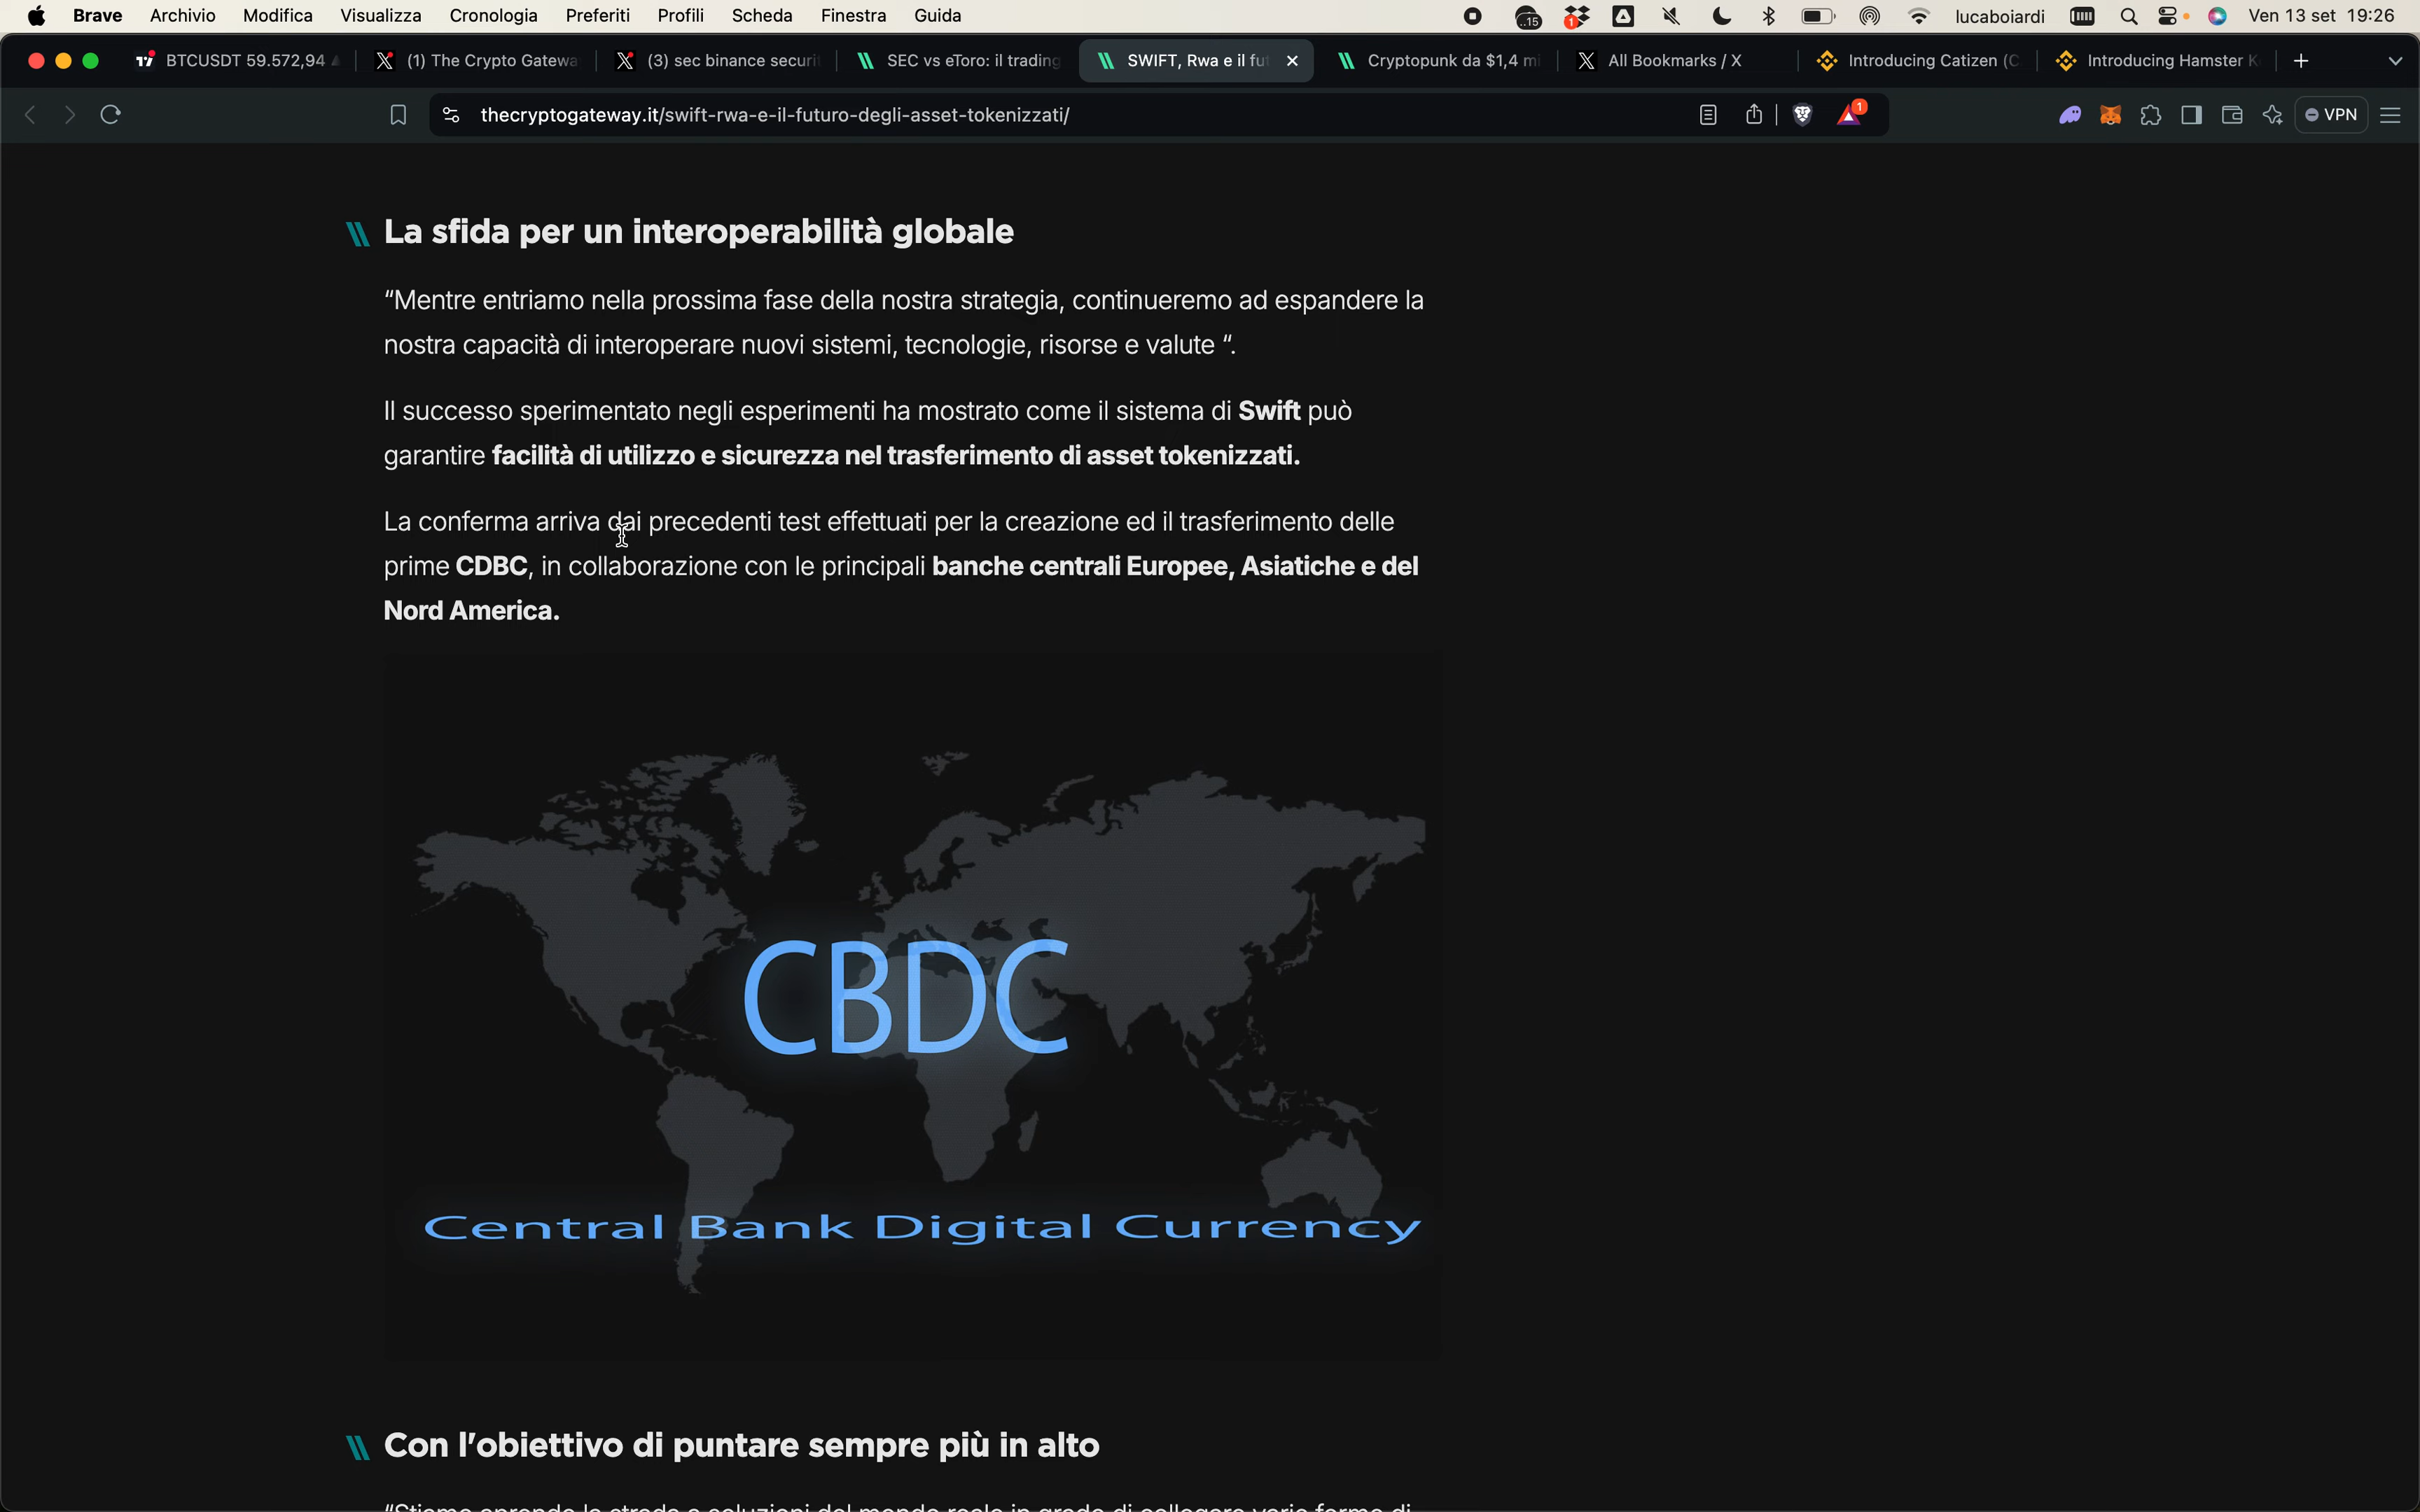 Brave Archivio Modifica Visualizza Cronologia Preferiti Profili Scheda Finestra Guida ..15 1 lucaboiardi Ven 13 set 19:26
BTCUSDT 59.572,94 (1) The Crypto Gatewa (3) sec binance securi SEC vs eToro: il trading SWIFT, Rwa e il fu Cryptopunk da $1,4 mi All Bookmarks / X Introducing Catizen (C Introducing Hamster K
thecryptogateway.it/swift-rwa-e-il-futuro-degli-asset-tokenizzati/ 1 VPN
La sfida per un interoperabilità globale
“Mentre entriamo nella prossima fase della nostra strategia, continueremo ad espandere la
nostra capacità di interoperare nuovi sistemi, tecnologie, risorse e valute “.
Il successo sperimentato negli esperimenti ha mostrato come il sistema di Swift può
garantire facilità di utilizzo e sicurezza nel trasferimento di asset tokenizzati.
La conferma arriva dai precedenti test effettuati per la creazione ed il trasferimento delle
prime CDBC, in collaborazione con le principali banche centrali Europee, Asiatiche e del
Nord America.
CBDC
Central Bank Digital Currency
Con l'obiettivo di puntare sempre più in alto